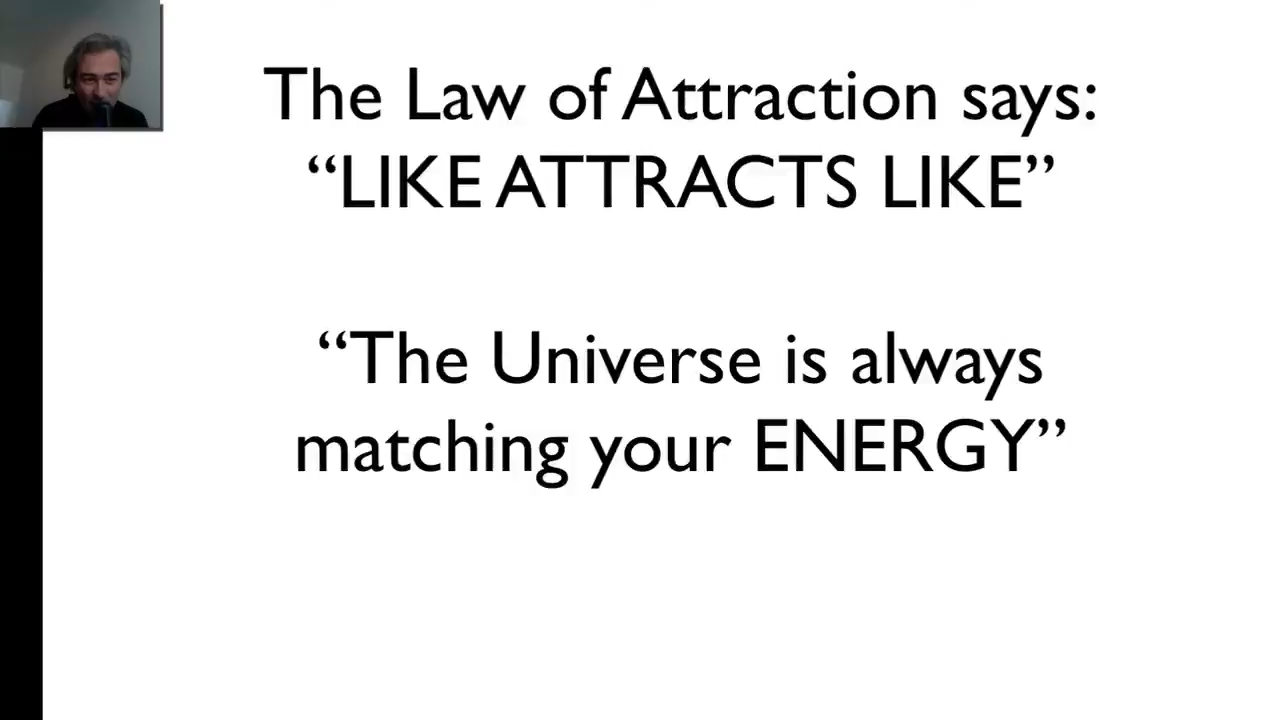 The Law of Attraction says:
“LIKE ATTRACTS LIKE”
“The Universe is always
matching your ENERGY”